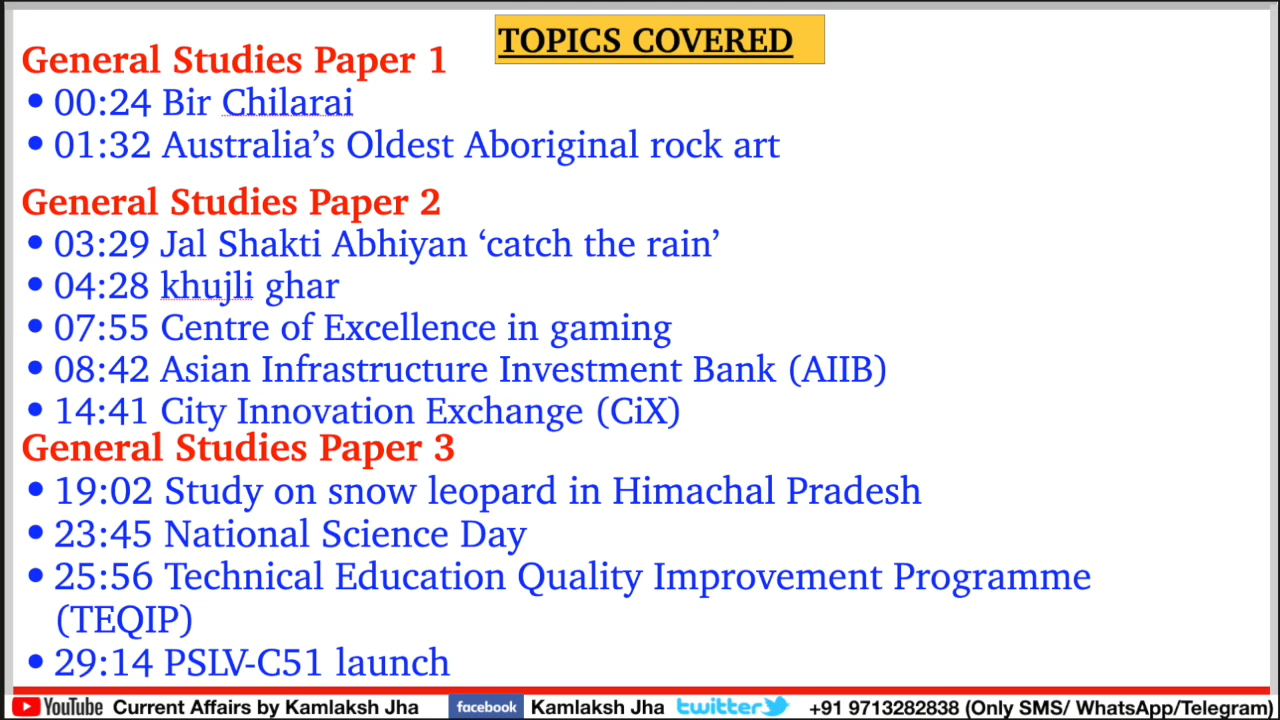 TOPICS COVERED
General Studies Paper 1
• 00:24 Bir Chilarai
• 01:32 Australia’s Oldest Aboriginal rock art
General Studies Paper 2
• 03:29 Jal Shakti Abhiyan ‘catch the rain’
• 04:28 khujli ghar
• 07:55 Centre of Excellence in gaming
• 08:42 Asian Infrastructure Investment Bank (AIIB)
• 14:41 City Innovation Exchange (CiX)
General Studies Paper 3
• 19:02 Study on snow leopard in Himachal Pradesh
• 23:45 National Science Day
• 25:56 Technical Education Quality Improvement Programme
(TEQIP)
• 29:14 PSLV-C51 launch
YouTube Current Affairs by Kamlaksh Jha facebook Kamlaksh Jha twitter +91 9713282838 (Only SMS/ WhatsApp/Telegram)